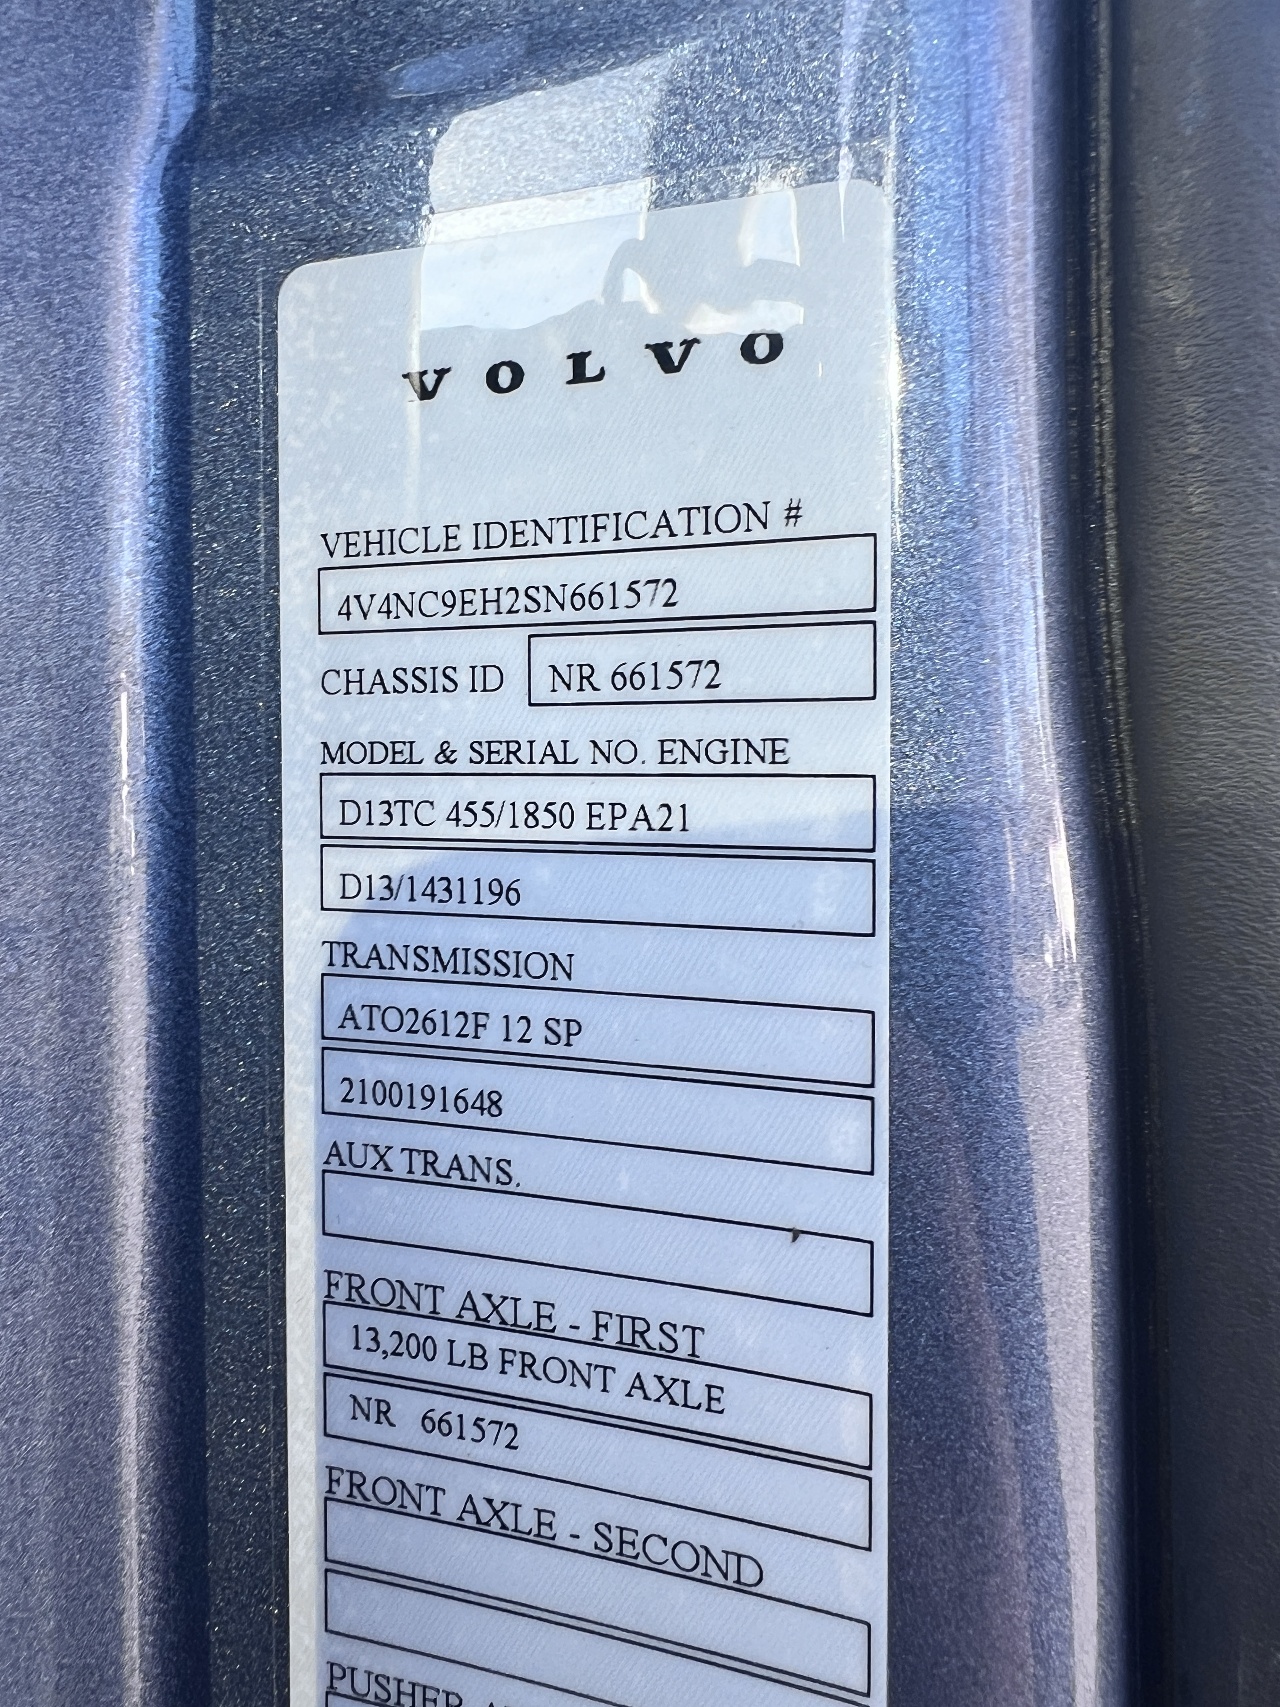 VOLVO
VEHICLE IDENTIFICATION #
4V4NC9EH2SN661572
CHASSIS ID NR 661572
MODEL & SERIAL NO. ENGINE
D13TC 455/1850 EPA21
D13/1431196
TRANSMISSION
ATO2612F 12 SP
2100191648
AUX TRANS.
FRONT AXLE - FIRST
13,200 LB FRONT AXLE
NR 661572
FRONT AXLE - SECOND
PUSHER